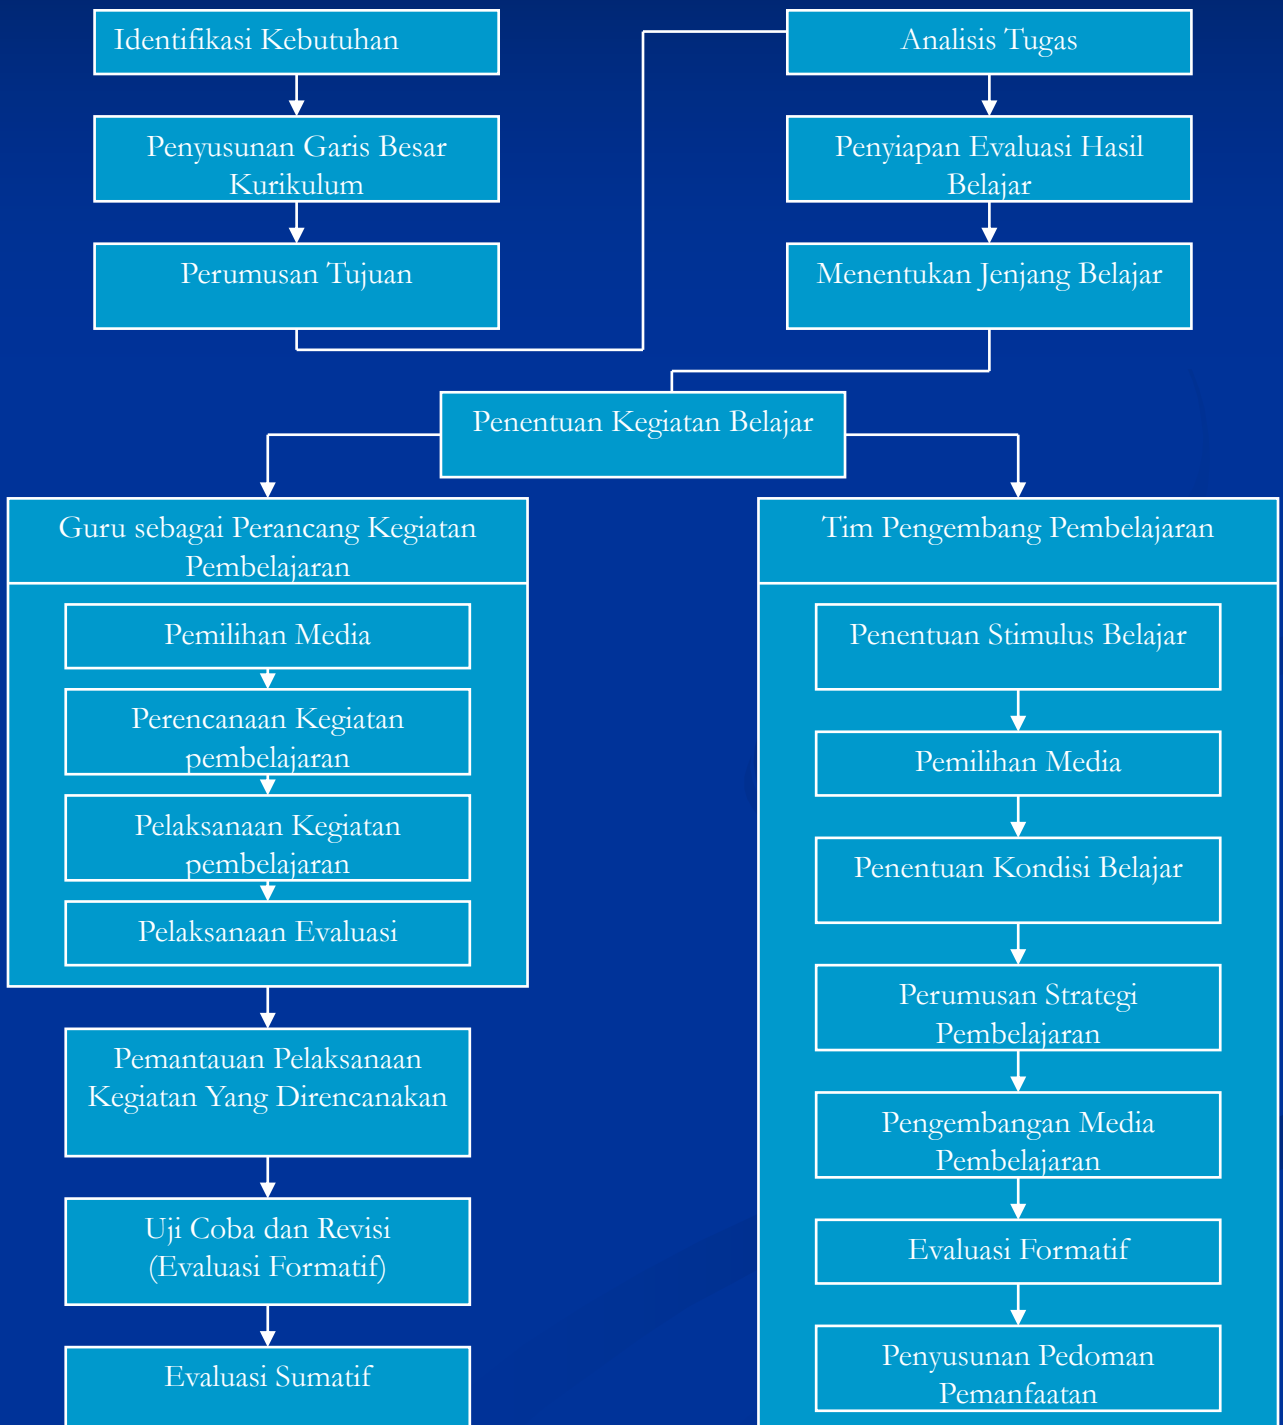 Identifikasi Kebutuhan
Penyusunan Garis Besar
Kurikulum
Perumusan Tujuan
Analisis Tugas
Penyiapan Evaluasi Hasil
Belajar
Menentukan Jenjang Belajar
Penentuan Kegiatan Belajar
Guru sebagai Perancang Kegiatan
Pembelajaran
Pemilihan Media
Perencanaan Kegiatan
pembelajaran
Pelaksanaan Kegiatan
pembelajaran
Pelaksanaan Evaluasi
Pemantauan Pelaksanaan
Kegiatan Yang Direncanakan
Uji Coba dan Revisi
(Evaluasi Formatif)
Evaluasi Sumatif
Tim Pengembang Pembelajaran
Penentuan Stimulus Belajar
Pemilihan Media
Penentuan Kondisi Belajar
Perumusan Strategi
Pembelajaran
Pengembangan Media
Pembelajaran
Evaluasi Formatif
Penyusunan Pedoman
Pemanfaatan